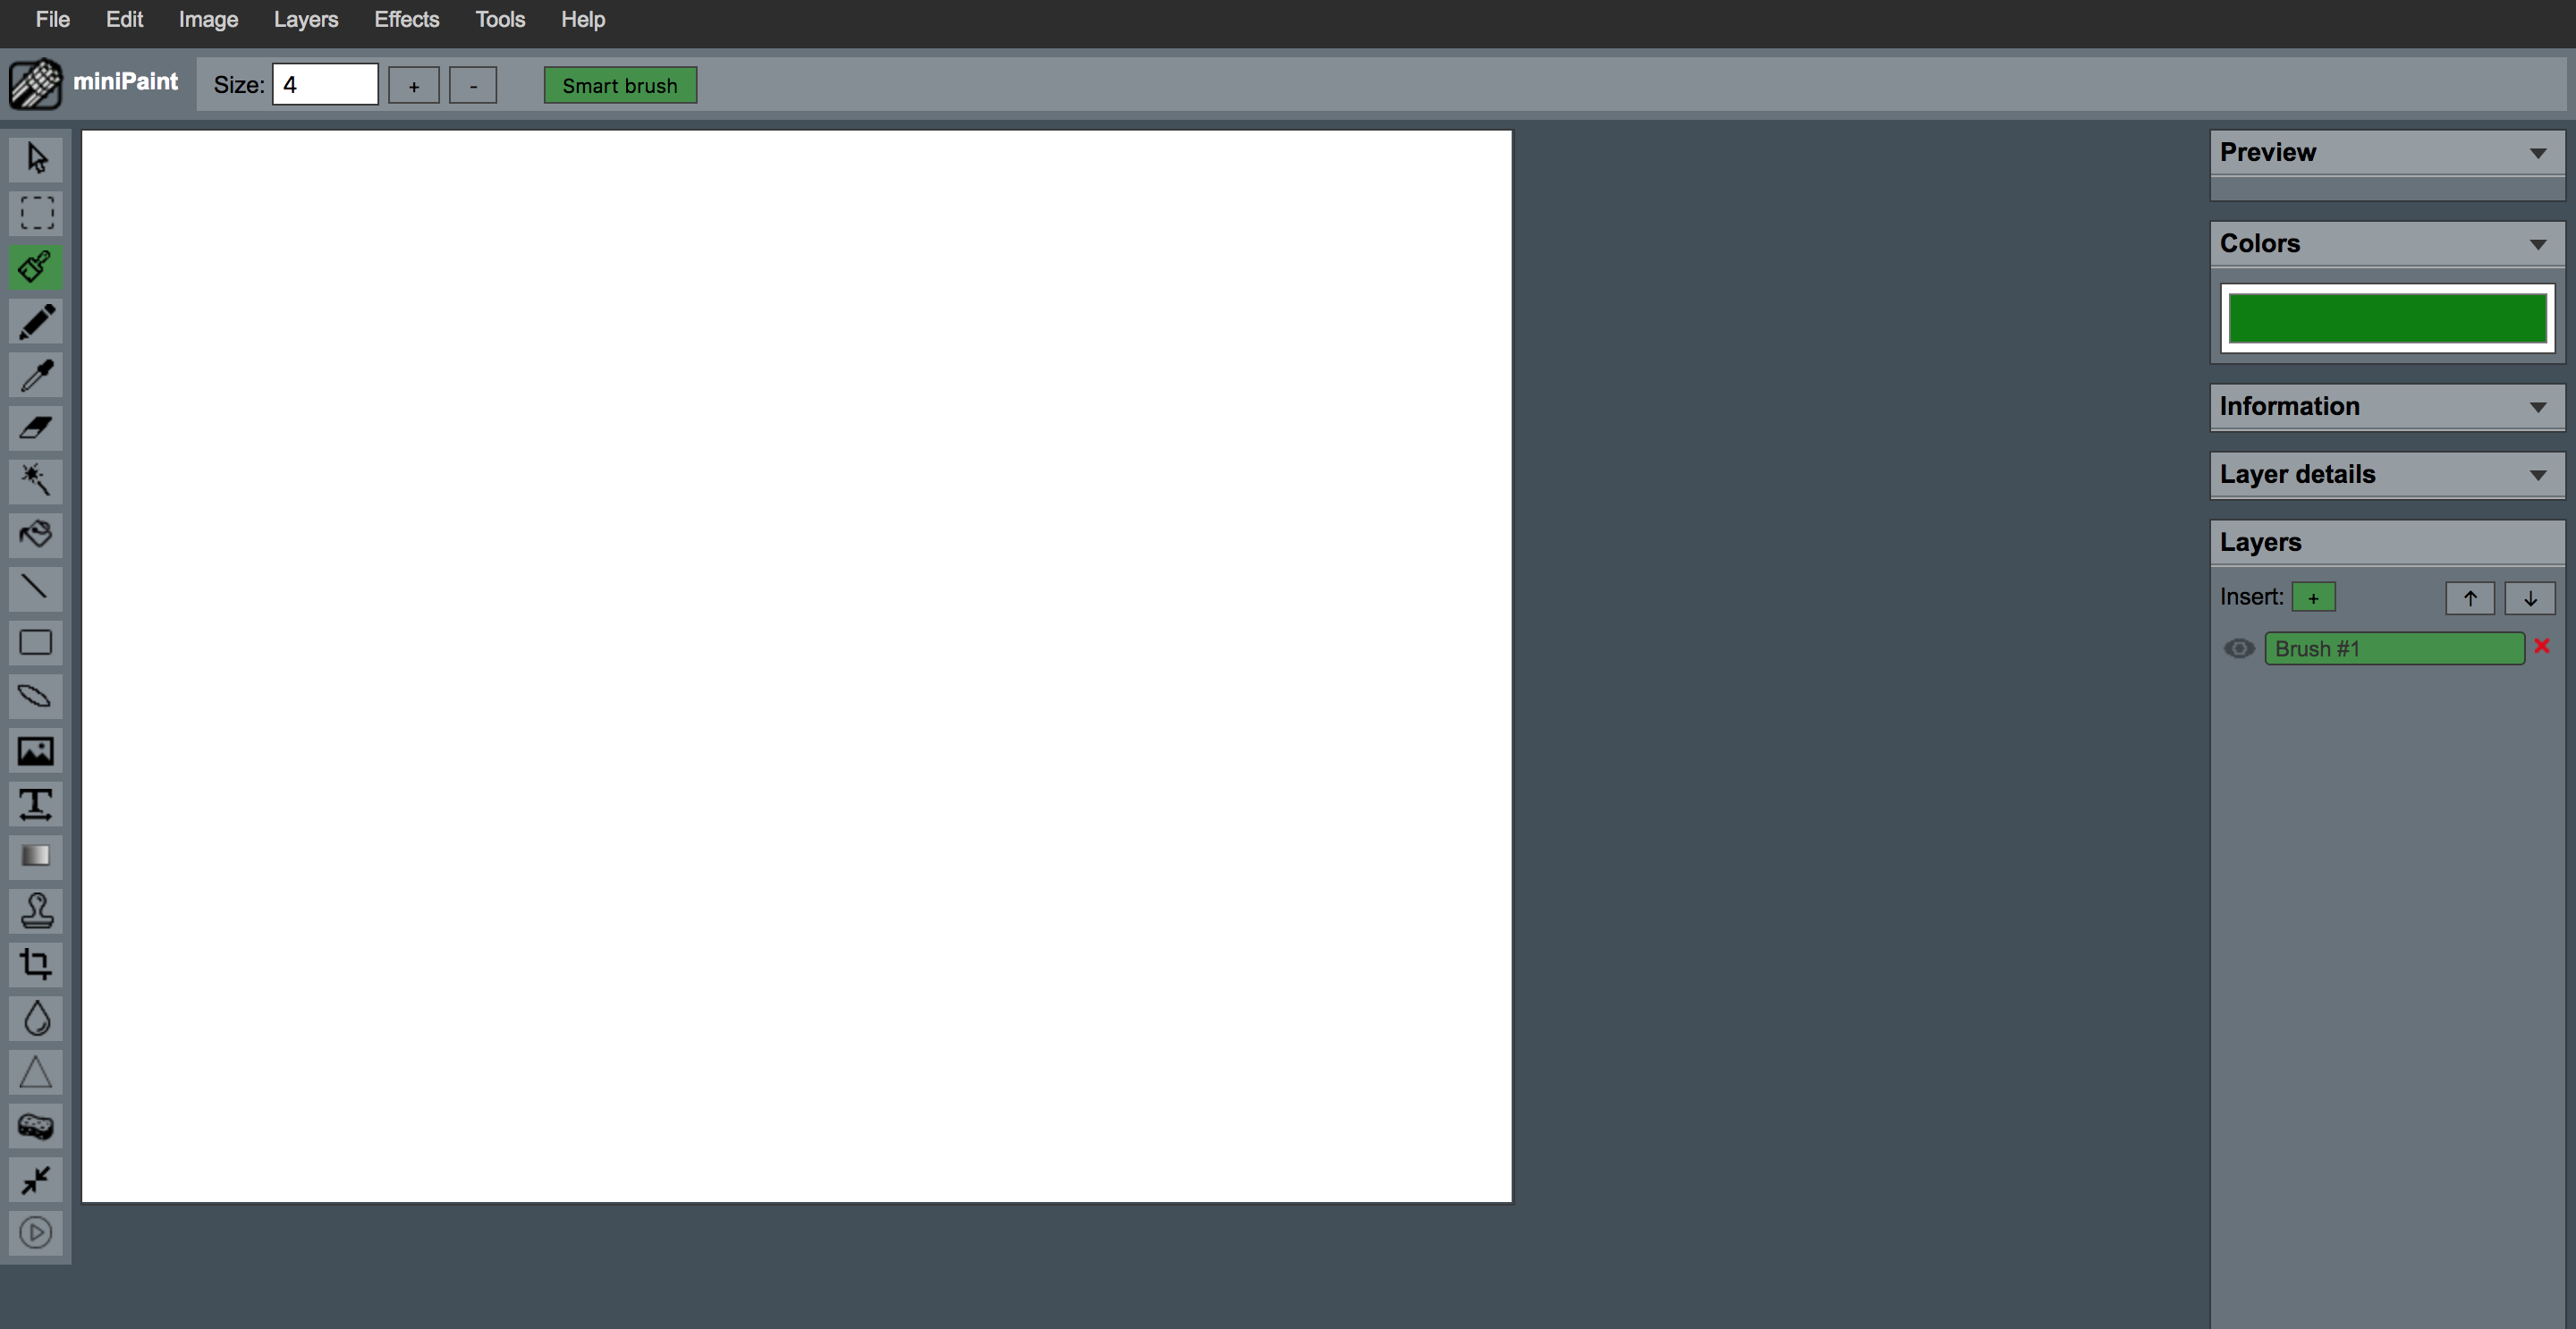 File Edit Image Layers Effects Tools Help
miniPaint Size: 4 + - Smart brush
Preview
Colors
Information
Layer details
Layers
Insert: + ↑ ↓
Brush #1